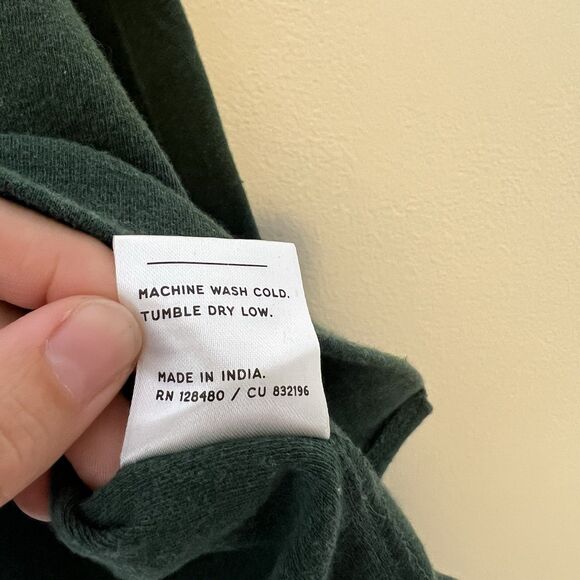 MACHINE WASH COLD.
TUMBLE DRY LOW.
MADE IN INDIA.
RN 128480 / CU 832196